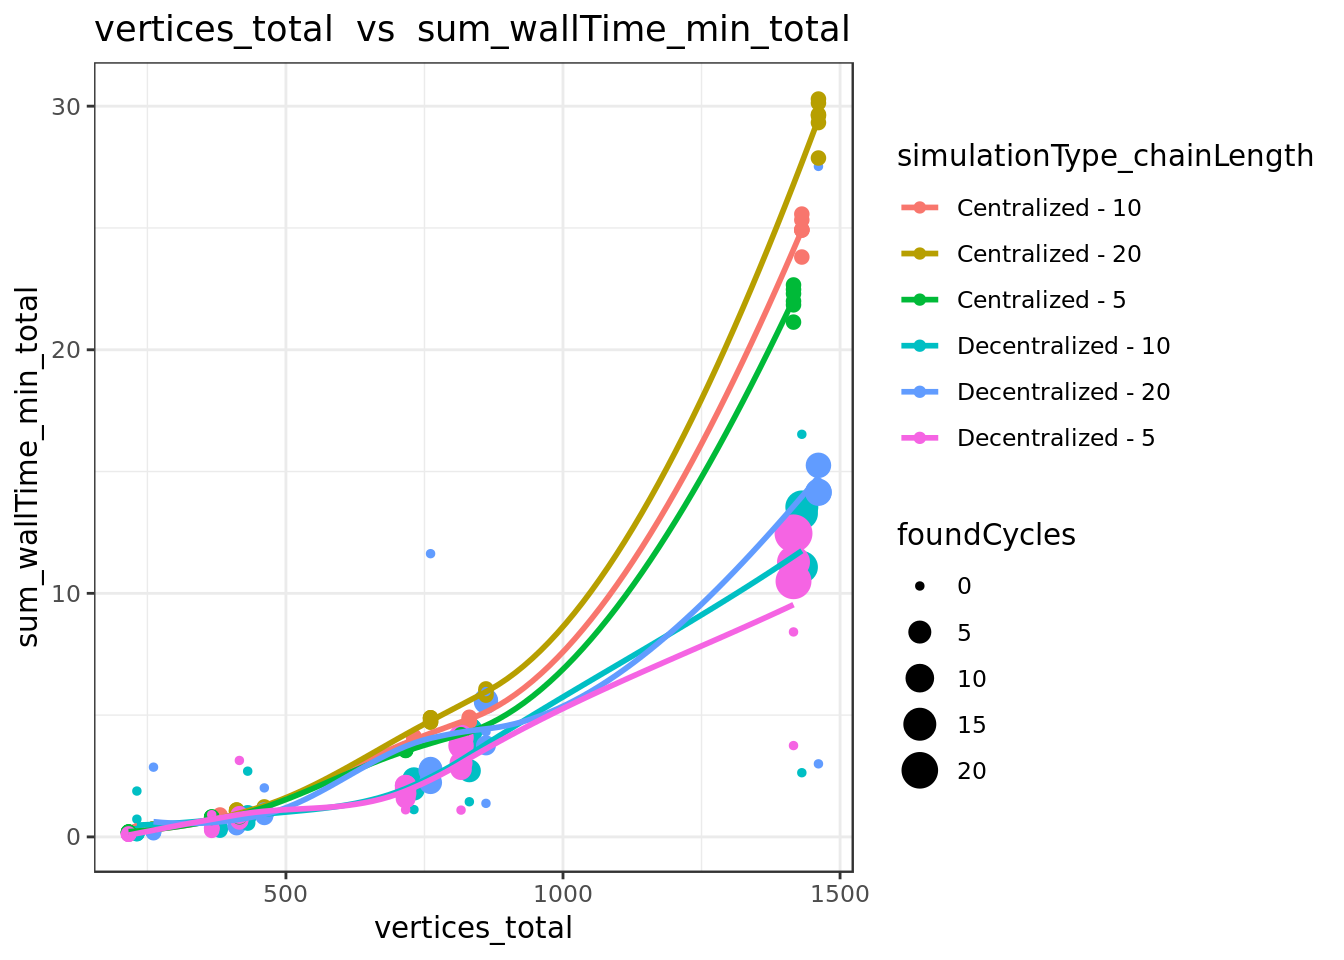 vertices_total vs sum_wallTime_min_total
sum_wallTime_min_total
30
20
10
0
500
1000
1500
vertices_total
simulationType_chainLength
Centralized - 10
Centralized - 20
Centralized - 5
Decentralized - 10
Decentralized - 20
Decentralized - 5
foundCycles
0
5
10
15
20